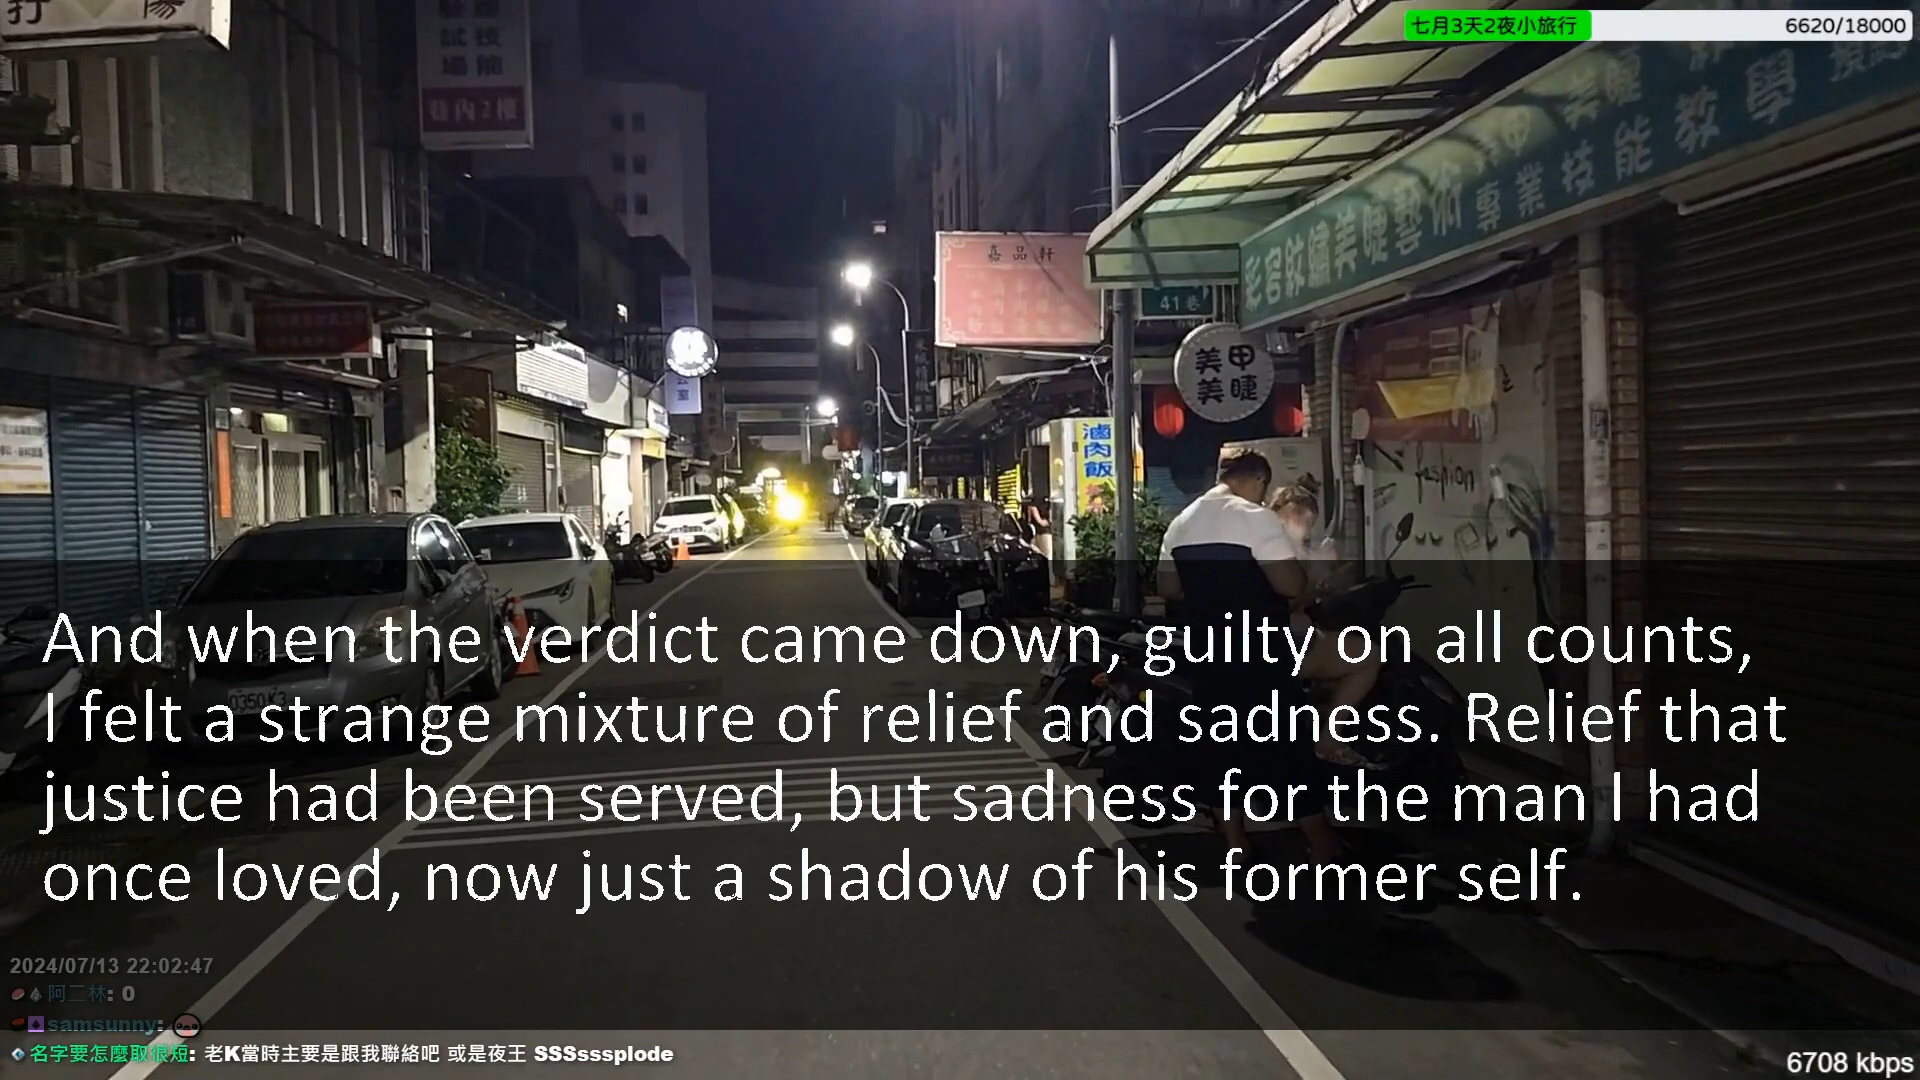 打 陽
巷內2樓
七月3天2夜小旅行 6620/18000
彩容紋繡美睫藝術 專業技能教學
嘉品軒
41巷
美甲
美睫
滷肉飯
fashion
And when the verdict came down, guilty on all counts,
I felt a strange mixture of relief and sadness. Relief that
justice had been served, but sadness for the man I had
once loved, now just a shadow of his former self.
2024/07/13 22:02:47
阿二林: 0
samsunny:
名字要怎麼取很短: 老K當時主要是跟我聯絡吧 或是夜王 SSSsssplode
6708 kbps